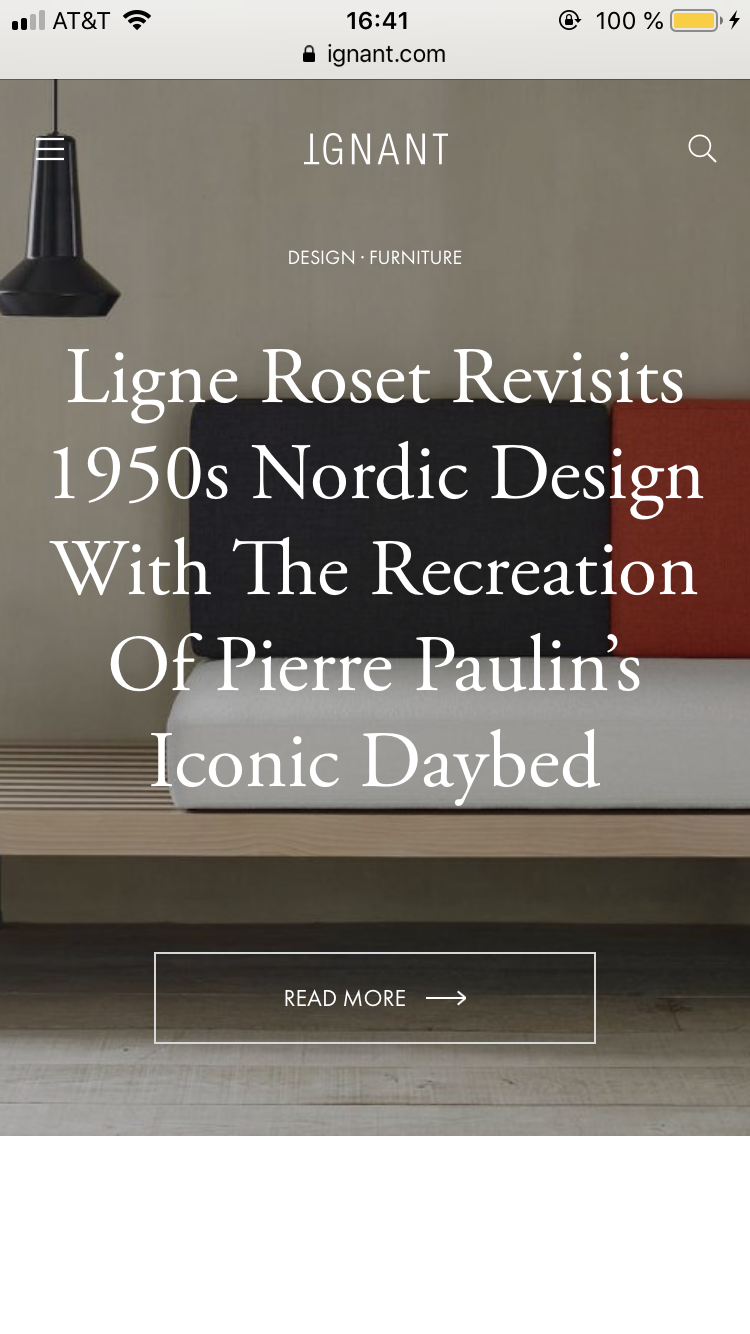 AT&T 16:41 100 %
ignant.com
IGNANT
DESIGN · FURNITURE
Ligne Roset Revisits
1950s Nordic Design
With The Recreation
Of Pierre Paulin’s
Iconic Daybed
READ MORE